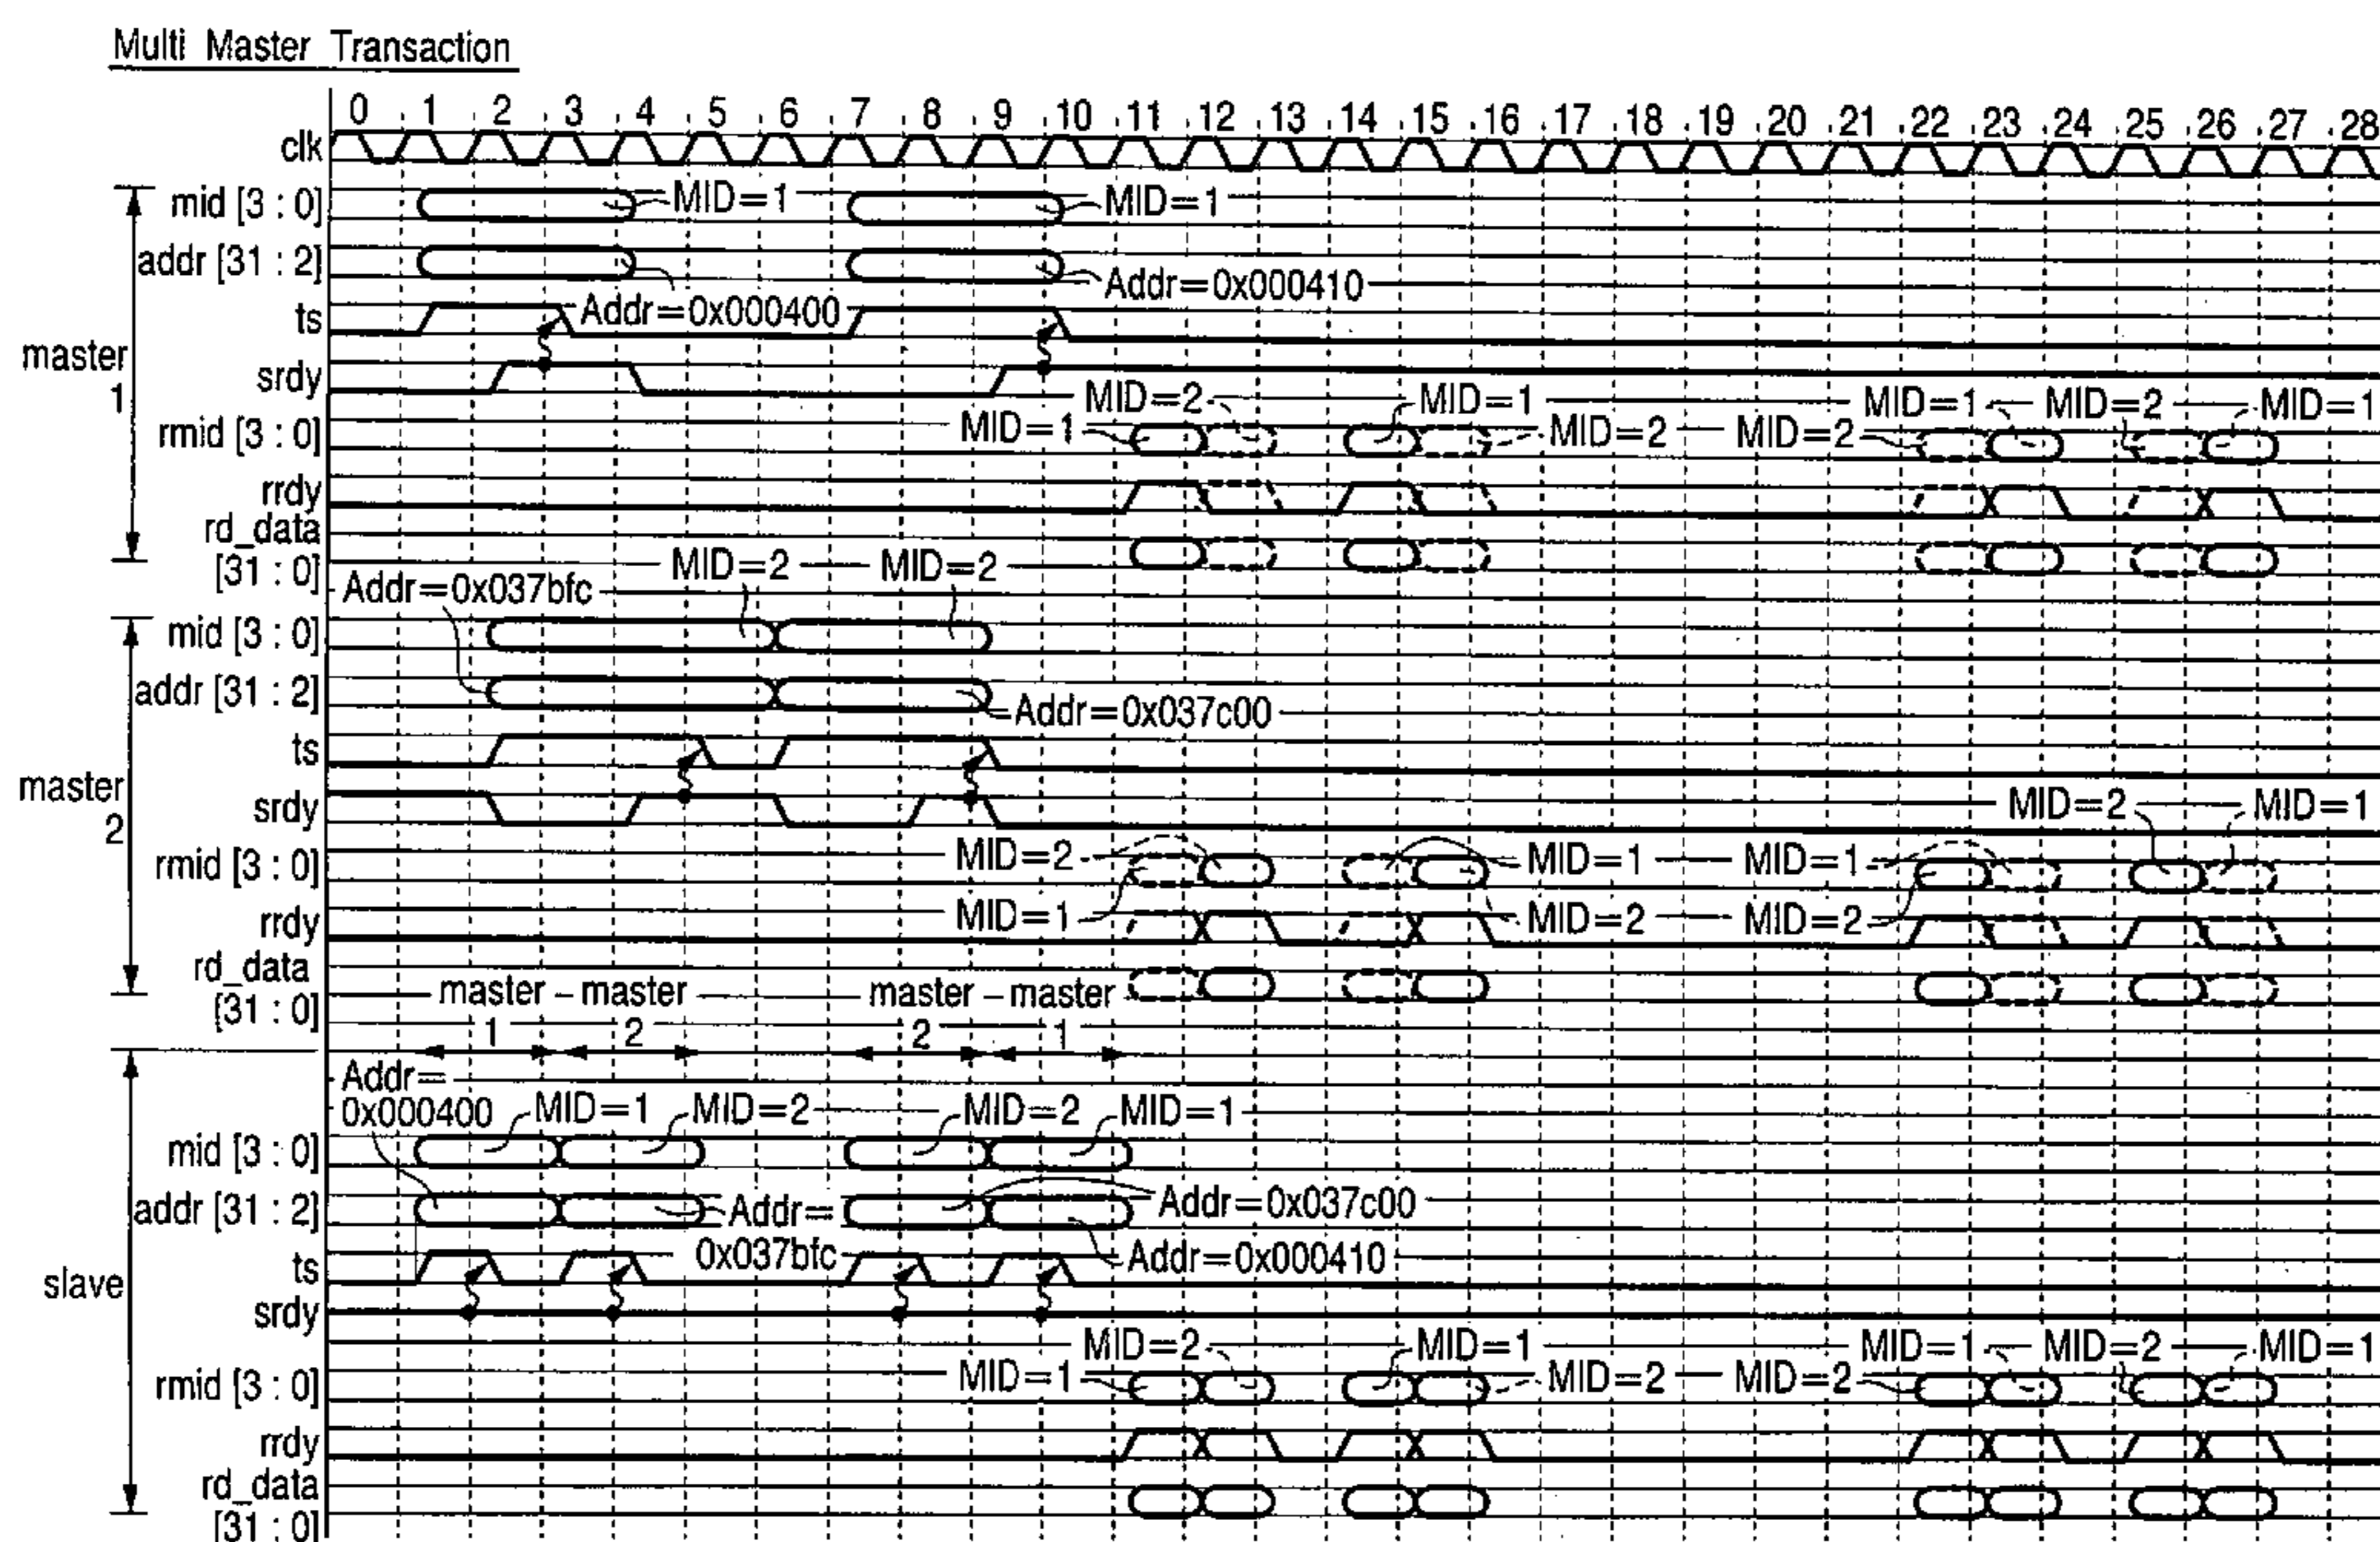 Multi Master Transaction
0 1 2 3 4 5 6 7 8 9 10 11 12 13 14 15 16 17 18 19 20 21 22 23 24 25 26 27 28
clk
master 1
mid [3 : 0] MID=1 MID=1
addr [31 : 2]
Addr=0x000400 Addr=0x000410
ts
srdy
MID=2 MID=1 MID=1 MID=2 MID=1
rmid [3 : 0] MID=1 MID=2 MID=2
rrdy
rd_data
[31 : 0]
MID=2 MID=2
Addr=0x037bfc
master 2
mid [3 : 0]
addr [31 : 2]
Addr=0x037c00
ts
srdy
MID=2 MID=1
rmid [3 : 0] MID=2 MID=1 MID=1
rrdy MID=1 MID=2 MID=2
rd_data
[31 : 0]
master 1 master 2 master 2 master 1
slave
Addr=
0x000400 MID=1 MID=2 MID=2 MID=1
mid [3 : 0]
addr [31 : 2] Addr= Addr=0x037c00
0x037bfc Addr=0x000410
ts
srdy
MID=2 MID=1 MID=1 MID=2 MID=1
rmid [3 : 0] MID=1 MID=2 MID=2
rrdy
rd_data
[31 : 0]